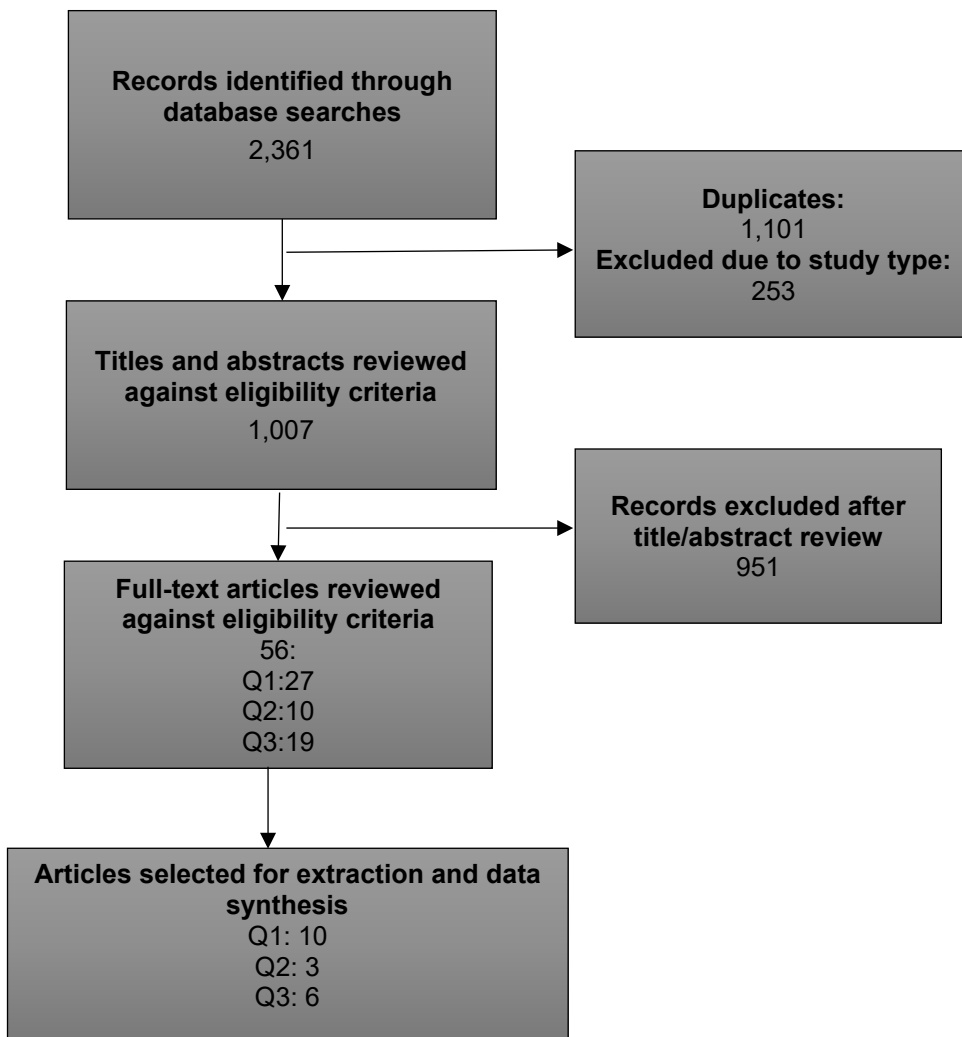 Records identified through
database searches
2,361
Duplicates:
1,101
Excluded due to study type:
253
Titles and abstracts reviewed
against eligibility criteria
1,007
Records excluded after
title/abstract review
951
Full-text articles reviewed
against eligibility criteria
56:
Q1:27
Q2:10
Q3:19
Articles selected for extraction and data
synthesis
Q1: 10
Q2: 3
Q3: 6